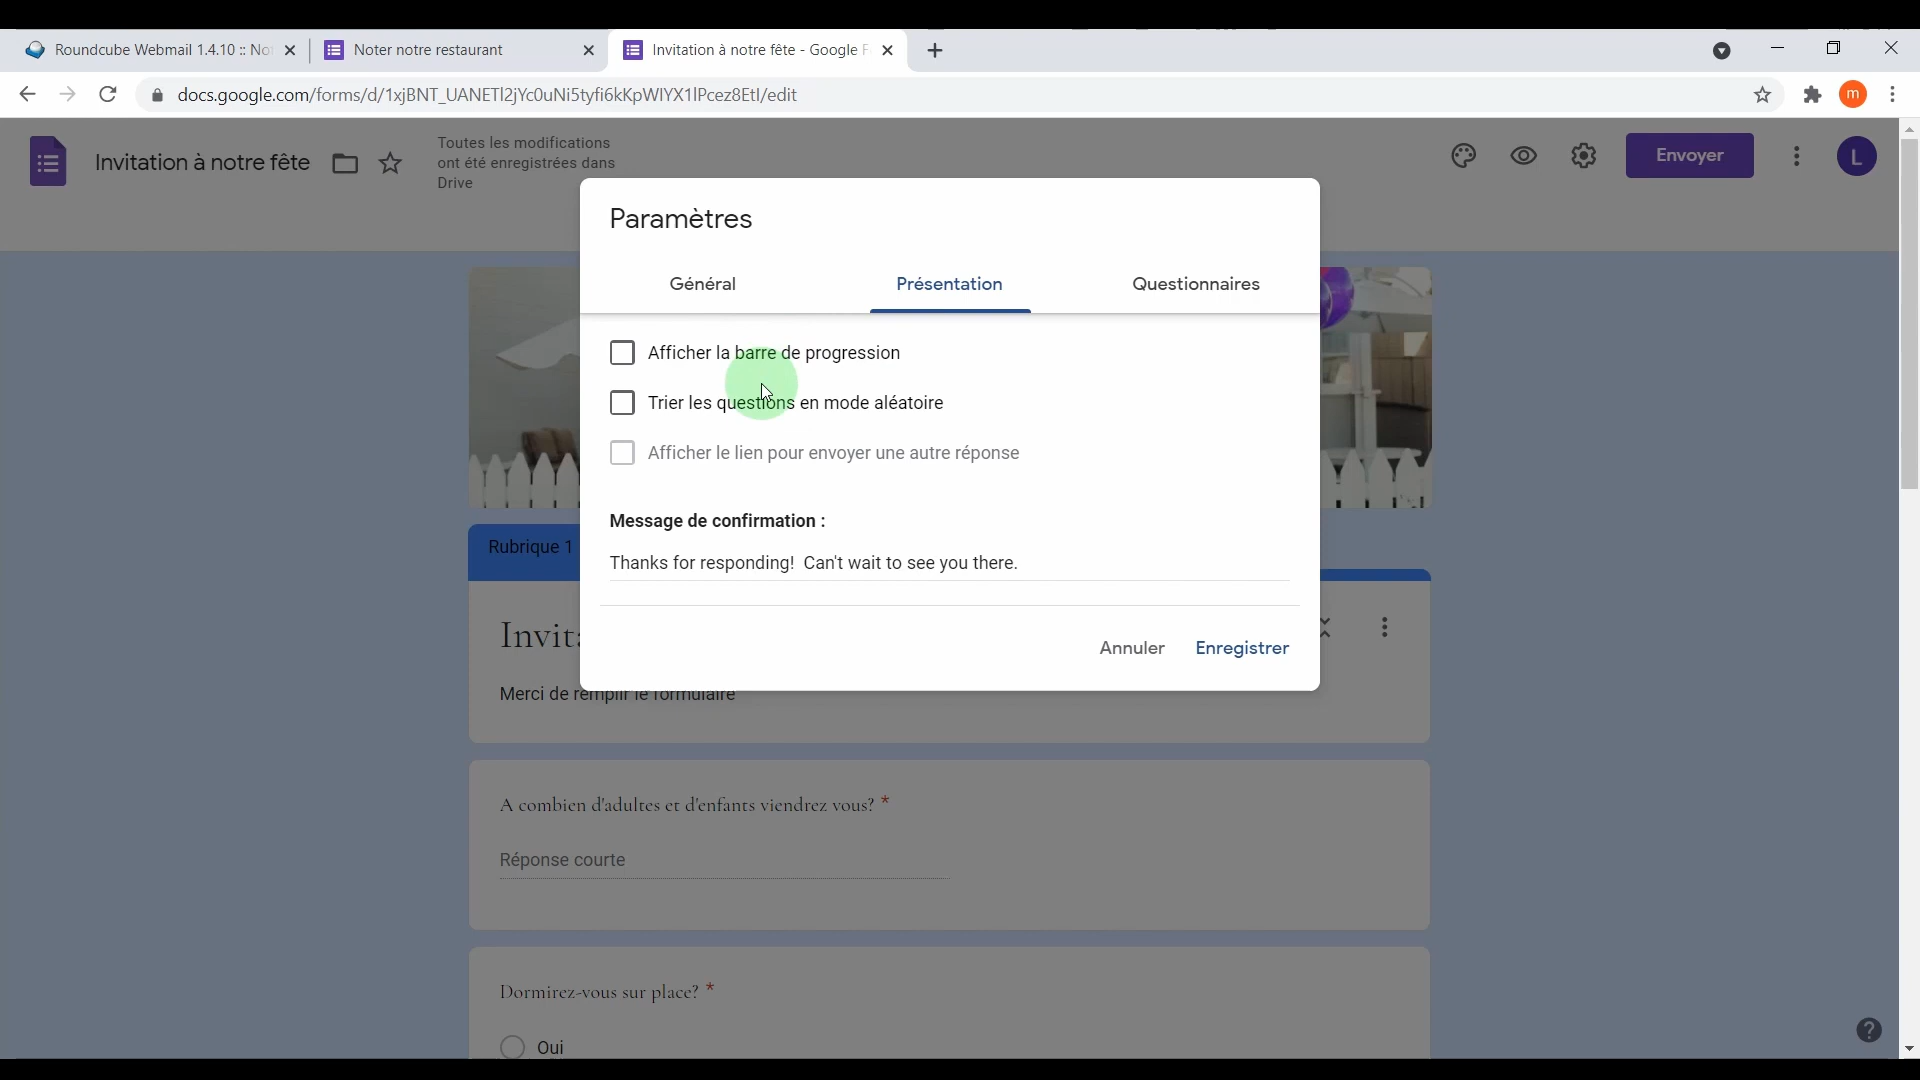 Roundcube Webmail 1.4.10 :: No
Noter notre restaurant
Invitation à notre fête - Google F
docs.google.com/forms/d/1xjBNT_UANETl2jYc0uNi5tyfi6kKpWIYX1lPcez8EtI/edit
m
Invitation à notre fête
Toutes les modifications
ont été enregistrées dans
Drive
Envoyer
L
Paramètres
Général
Présentation
Questionnaires
Afficher la barre de progression
Trier les questions en mode aléatoire
Afficher le lien pour envoyer une autre réponse
Message de confirmation :
Thanks for responding!  Can't wait to see you there.
Annuler
Enregistrer
Rubrique 1
Invita
Merci de remplir le formulaire
A combien d'adultes et d'enfants viendrez vous? *
Réponse courte
Dormirez-vous sur place? *
Oui